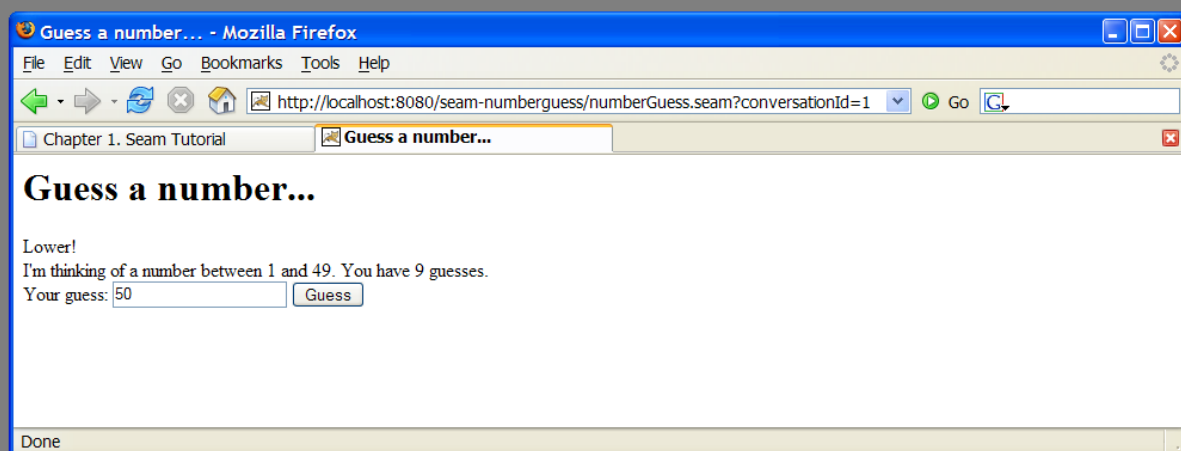 Guess a number... - Mozilla Firefox
File Edit View Go Bookmarks Tools Help
http://localhost:8080/seam-numberguess/numberGuess.seam?conversationId=1 Go G
Chapter 1. Seam Tutorial Guess a number...
Guess a number...
Lower!
I'm thinking of a number between 1 and 49. You have 9 guesses.
Your guess: 50 Guess
Done